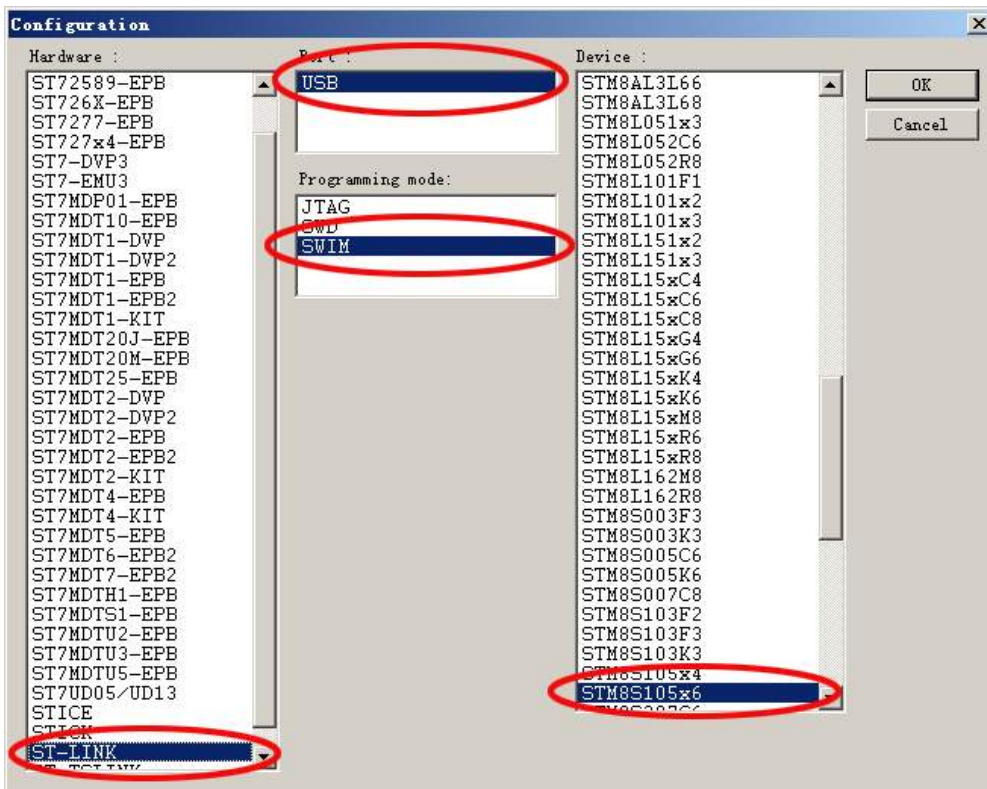 Configuration
Hardware :
ST72589-EPB
ST726X-EPB
ST7277-EPB
ST727x4-EPB
ST7-DVP3
ST7-EMU3
ST7MDP01-EPB
ST7MDT10-EPB
ST7MDT1-DVP
ST7MDT1-DVP2
ST7MDT1-EPB
ST7MDT1-EPB2
ST7MDT1-KIT
ST7MDT20J-EPB
ST7MDT20M-EPB
ST7MDT25-EPB
ST7MDT2-DVP
ST7MDT2-DVP2
ST7MDT2-EPB
ST7MDT2-EPB2
ST7MDT2-KIT
ST7MDT4-EPB
ST7MDT4-KIT
ST7MDT5-EPB
ST7MDT6-EPB2
ST7MDT7-EPB2
ST7MDTH1-EPB
ST7MDTS1-EPB
ST7MDTU2-EPB
ST7MDTU3-EPB
ST7MDTU5-EPB
ST7UD05/UD13
STICE
STICK
ST-LINK
Port :
USB
Programming mode:
JTAG
SWD
SWIM
Device :
STM8AL3L66
STM8AL3L68
STM8L051x3
STM8L052C6
STM8L052R8
STM8L101F1
STM8L101x2
STM8L101x3
STM8L151x2
STM8L151x3
STM8L15xC4
STM8L15xC6
STM8L15xC8
STM8L15xG4
STM8L15xG6
STM8L15xK4
STM8L15xK6
STM8L15xM8
STM8L15xR6
STM8L15xR8
STM8L162M8
STM8L162R8
STM8S003F3
STM8S003K3
STM8S005C6
STM8S005K6
STM8S007C8
STM8S103F2
STM8S103F3
STM8S103K3
STM8S105x4
STM8S105x6
OK
Cancel